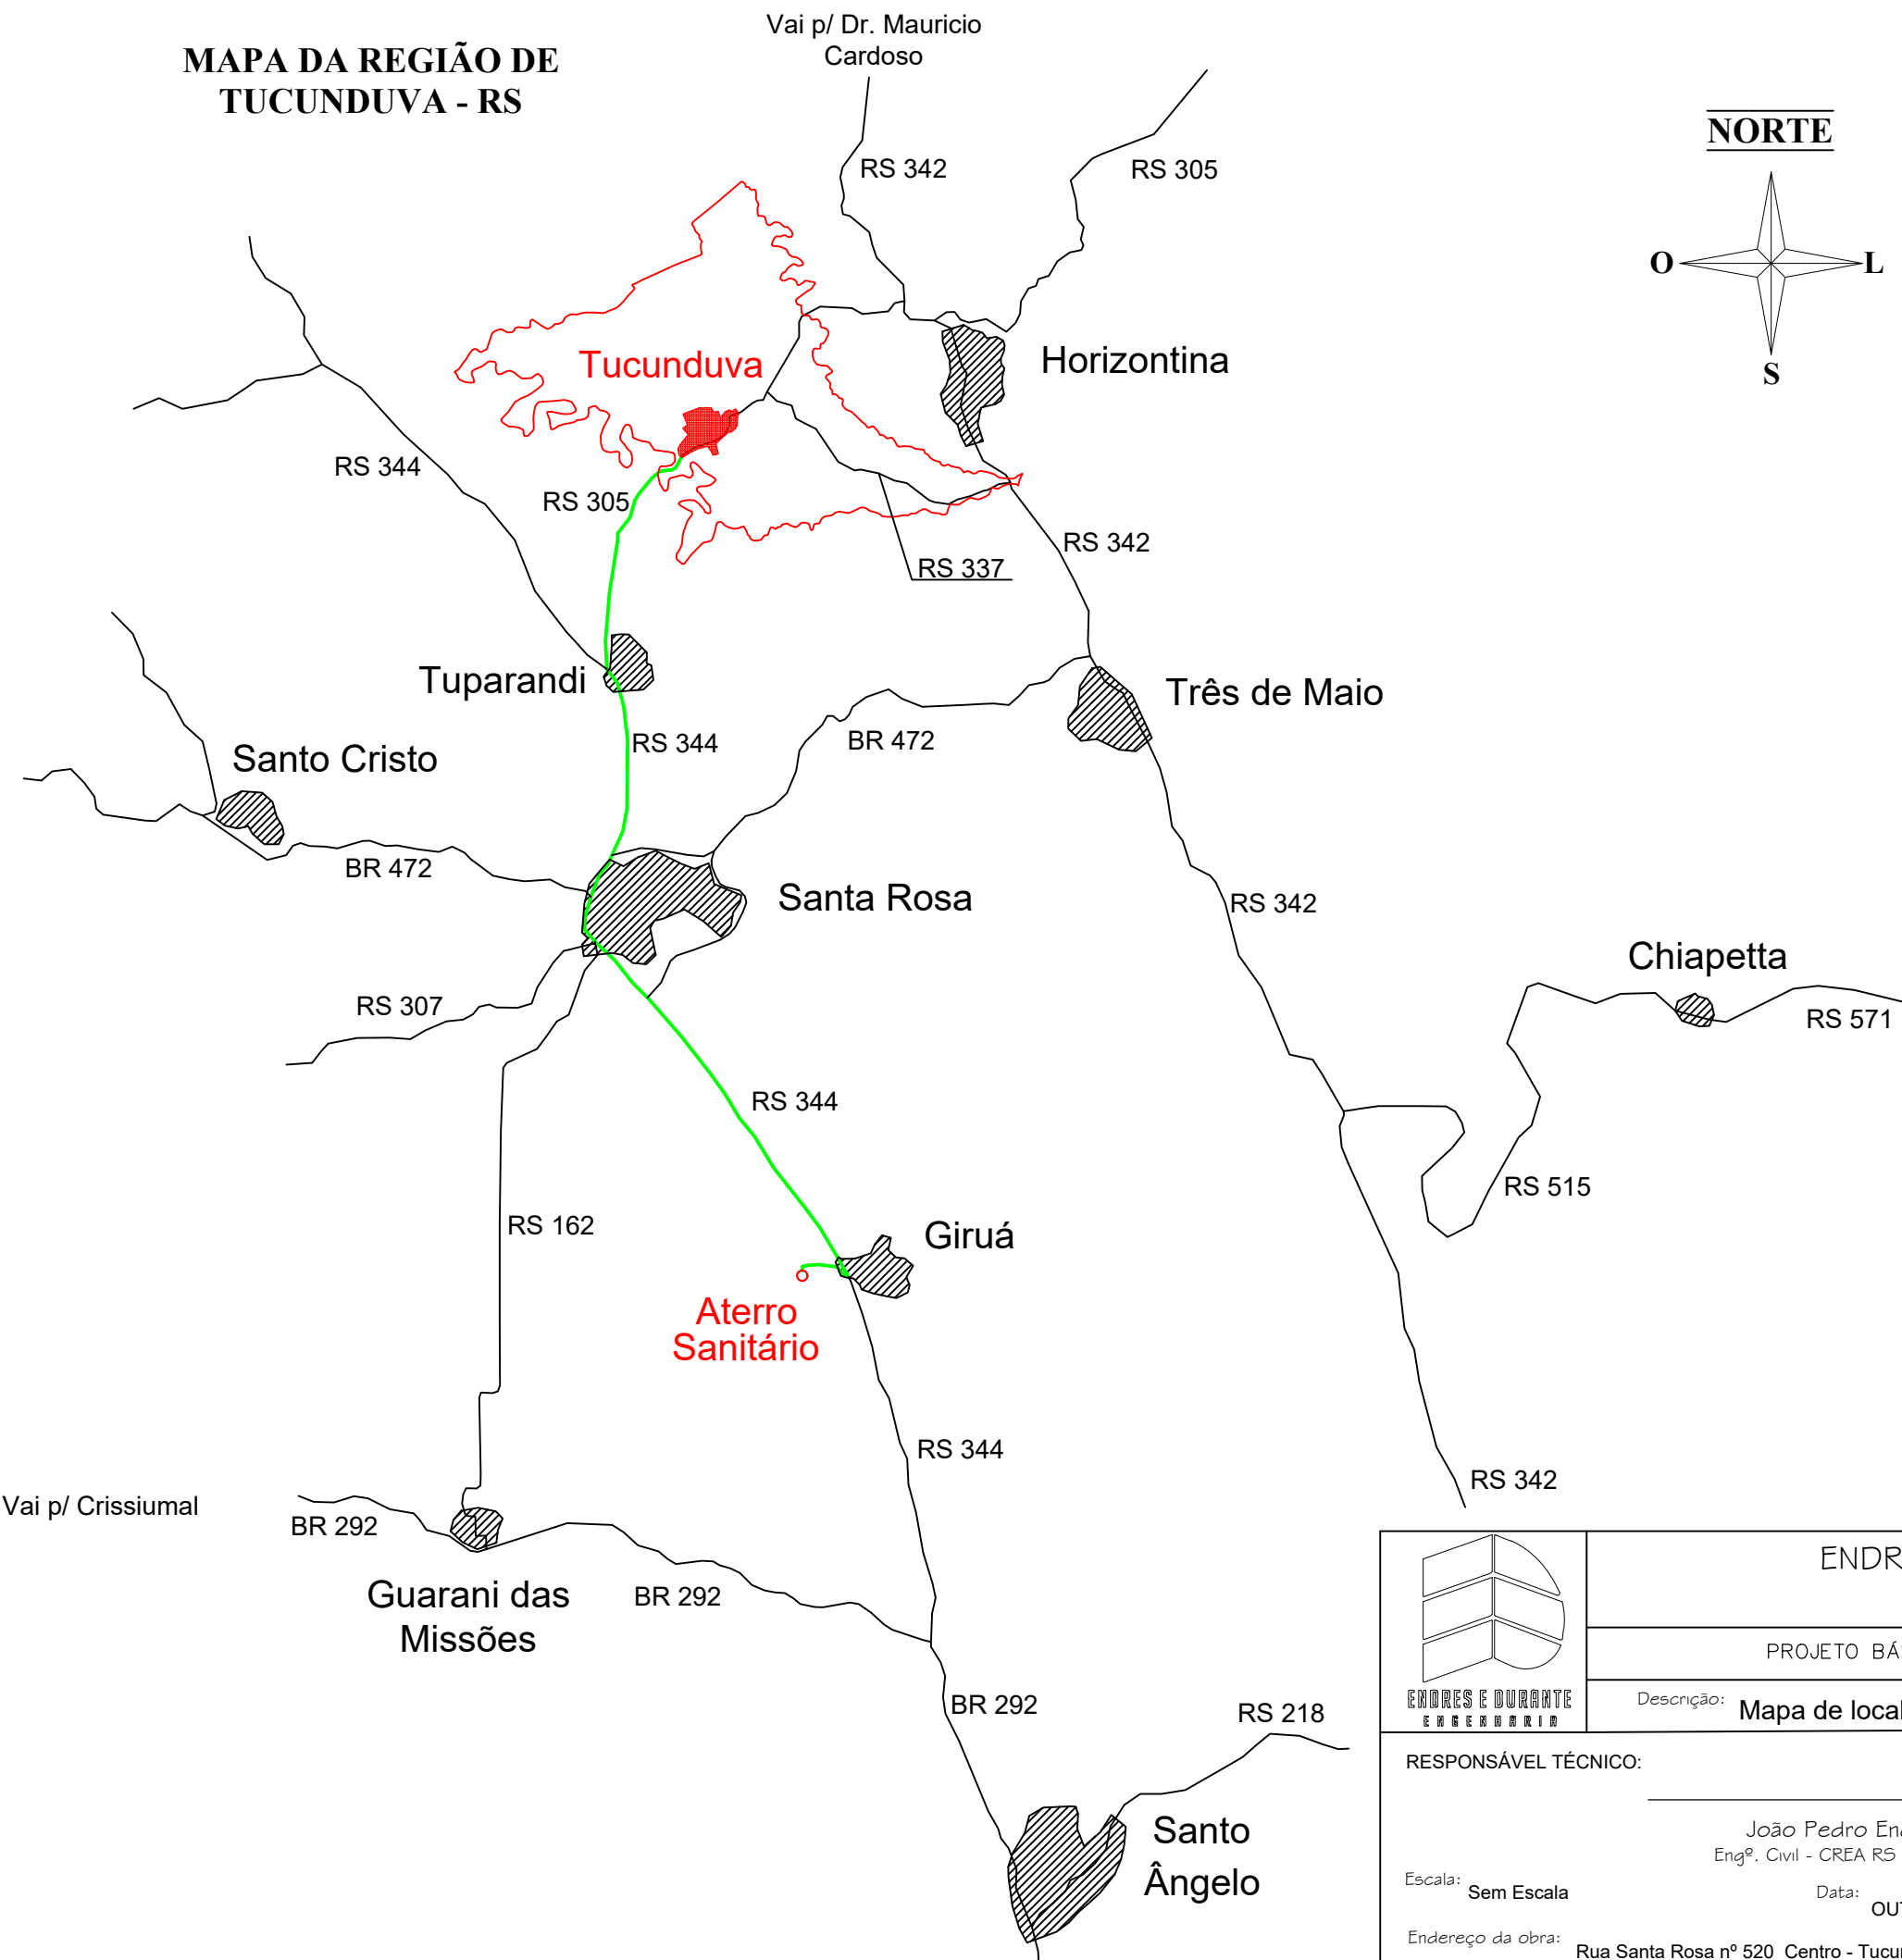 Vai p/ Dr. Mauricio
Cardoso
MAPA DA REGIÃO DE
TUCUNDUVA - RS
NORTE
O
L
S
RS 342
RS 305
Tucunduva
Horizontina
RS 344
RS 305
RS 342
RS 337
Tuparandi
Três de Maio
RS 344
BR 472
Santo Cristo
BR 472
Santa Rosa
RS 342
Chiapetta
RS 307
RS 571
RS 344
RS 515
RS 162
Giruá
Aterro
Sanitário
RS 344
RS 342
Vai p/ Crissiumal
BR 292
Guarani das
Missões
BR 292
BR 292
RS 218
Santo
Ângelo
ENDR
PROJETO BÁ
ENDRES E DURANTE
ENGENHARIA
Descrição: Mapa de local
RESPONSÁVEL TÉCNICO:
João Pedro En
Engº. Civil - CREA RS
Escala: Sem Escala
Data: OUT
Endereço da obra: Rua Santa Rosa nº 520 Centro - Tucun